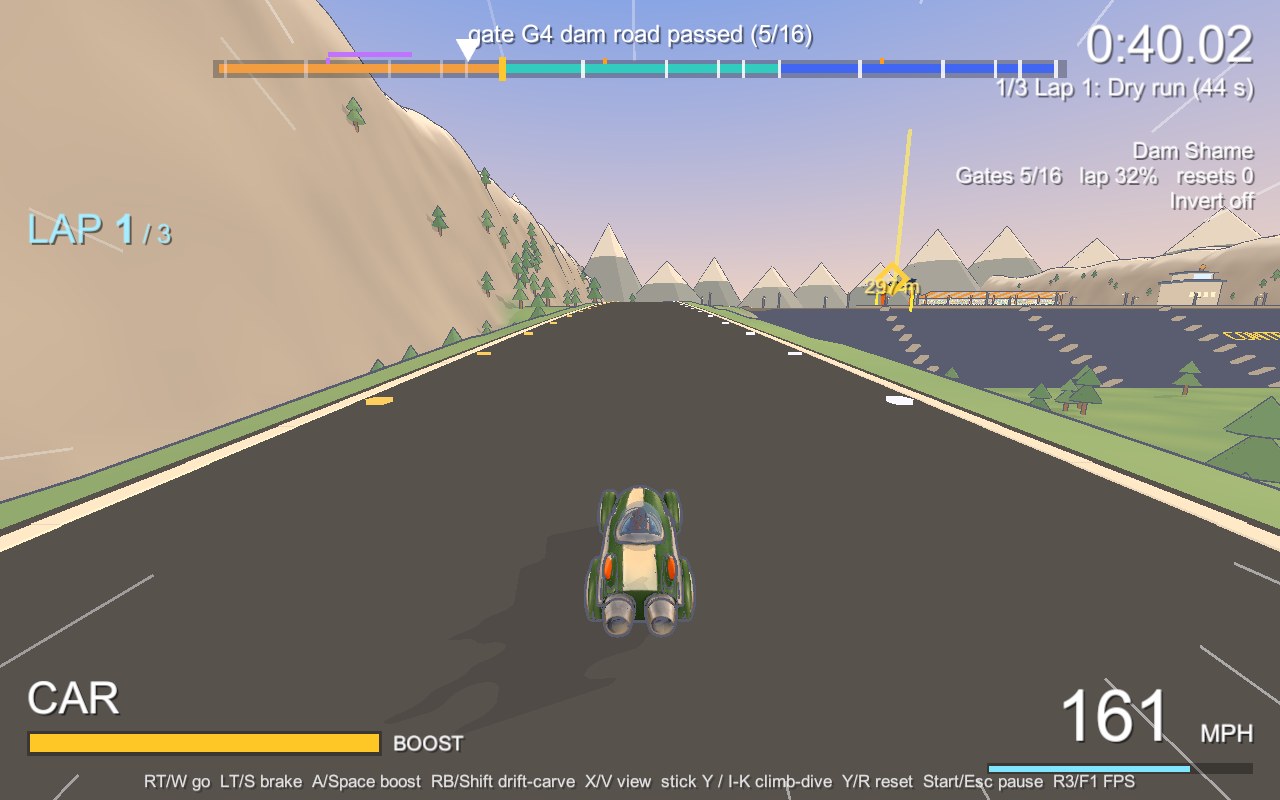 gate G4 dam road passed (5/16)
0:40.02
1/3 Lap 1: Dry run (44 s)
Dam Shame
Gates 5/16 lap 32% resets 0
Invert off
LAP 1 / 3
CAR
BOOST
161 MPH
RT/W go LT/S brake A/Space boost RB/Shift drift-carve X/V view stick Y / I-K climb-dive Y/R reset Start/Esc pause R3/F1 FPS